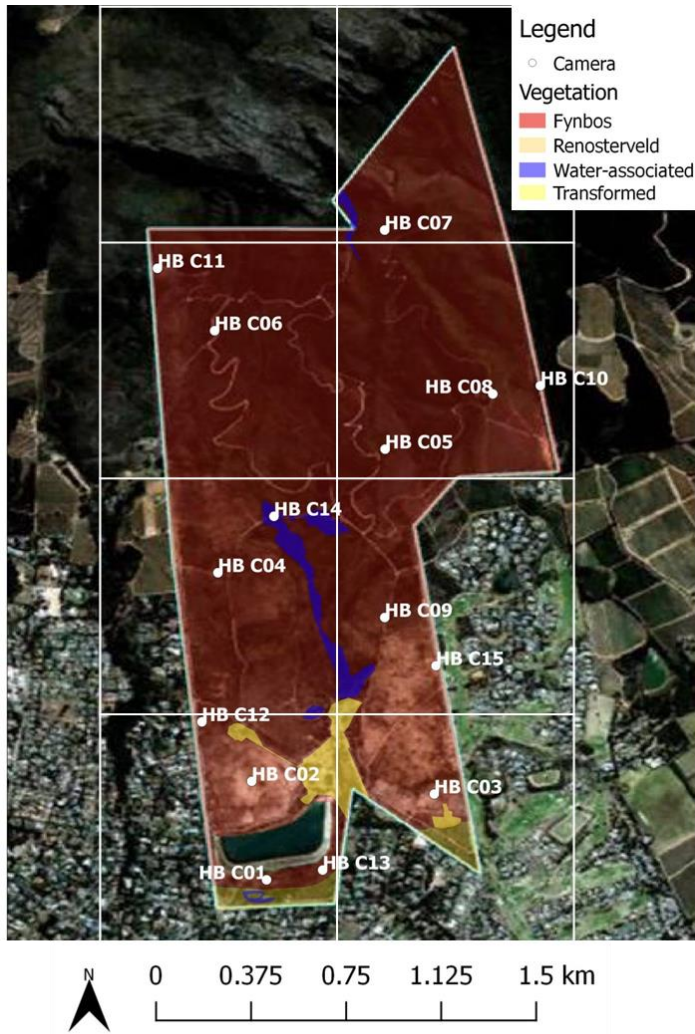 Legend
Camera
Vegetation
Fynbos
Renosterveld
Water-associated
Transformed
HB C07
HB C11
HB C06
HB C08
HB C10
HB C05
HB C14
HB C04
HB C09
HB C15
HB C12
HB C02
HB C03
HB C13
HB C01
N
0 0.375 0.75 1.125 1.5 km